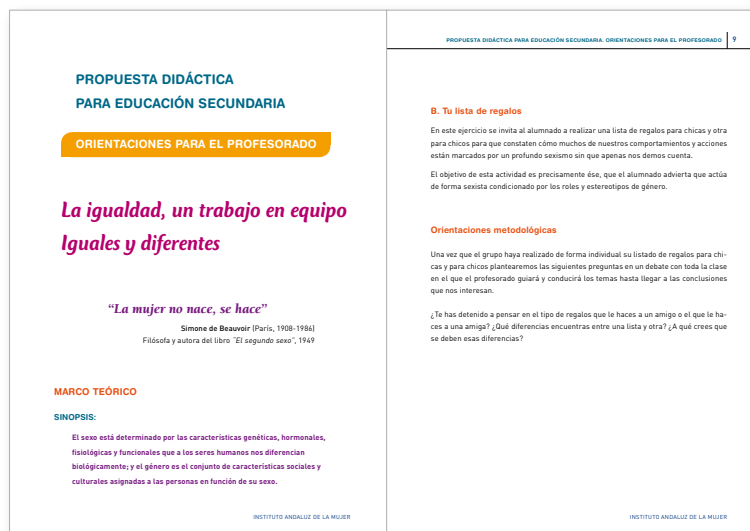 PROPUESTA DIDÁCTICA
PARA EDUCACIÓN SECUNDARIA
ORIENTACIONES PARA EL PROFESORADO
La igualdad, un trabajo en equipo
Iguales y diferentes
“La mujer no nace, se hace”
Simone de Beauvoir (París, 1908-1986)
Filósofa y autora del libro “El segundo sexo”, 1949
MARCO TEÓRICO
SINOPSIS:
El sexo está determinado por las características genéticas, hormonales,
fisiológicas y funcionales que a los seres humanos nos diferencian
biológicamente; y el género es el conjunto de características sociales y
culturales asignadas a las personas en función de su sexo.
INSTITUTO ANDALUZ DE LA MUJER
PROPUESTA DIDÁCTICA PARA EDUCACIÓN SECUNDARIA. ORIENTACIONES PARA EL PROFESORADO 9
B. Tu lista de regalos
En este ejercicio se invita al alumnado a realizar una lista de regalos para chicas y otra
para chicos para que constaten cómo muchos de nuestros comportamientos y acciones
están marcados por un profundo sexismo sin que apenas nos demos cuenta.
El objetivo de esta actividad es precisamente ése, que el alumnado advierta que actúa
de forma sexista condicionado por los roles y estereotipos de género.
Orientaciones metodológicas
Una vez que el grupo haya realizado de forma individual su listado de regalos para chi-
cas y para chicos plantearemos las siguientes preguntas en un debate con toda la clase
en el que el profesorado guiará y conducirá los temas hasta llegar a las conclusiones
que nos interesan.
¿Te has detenido a pensar en el tipo de regalos que le haces a un amigo o el que le ha-
ces a una amiga? ¿Qué diferencias encuentras entre una lista y otra? ¿A qué crees que
se deben esas diferencias?
INSTITUTO ANDALUZ DE LA MUJER